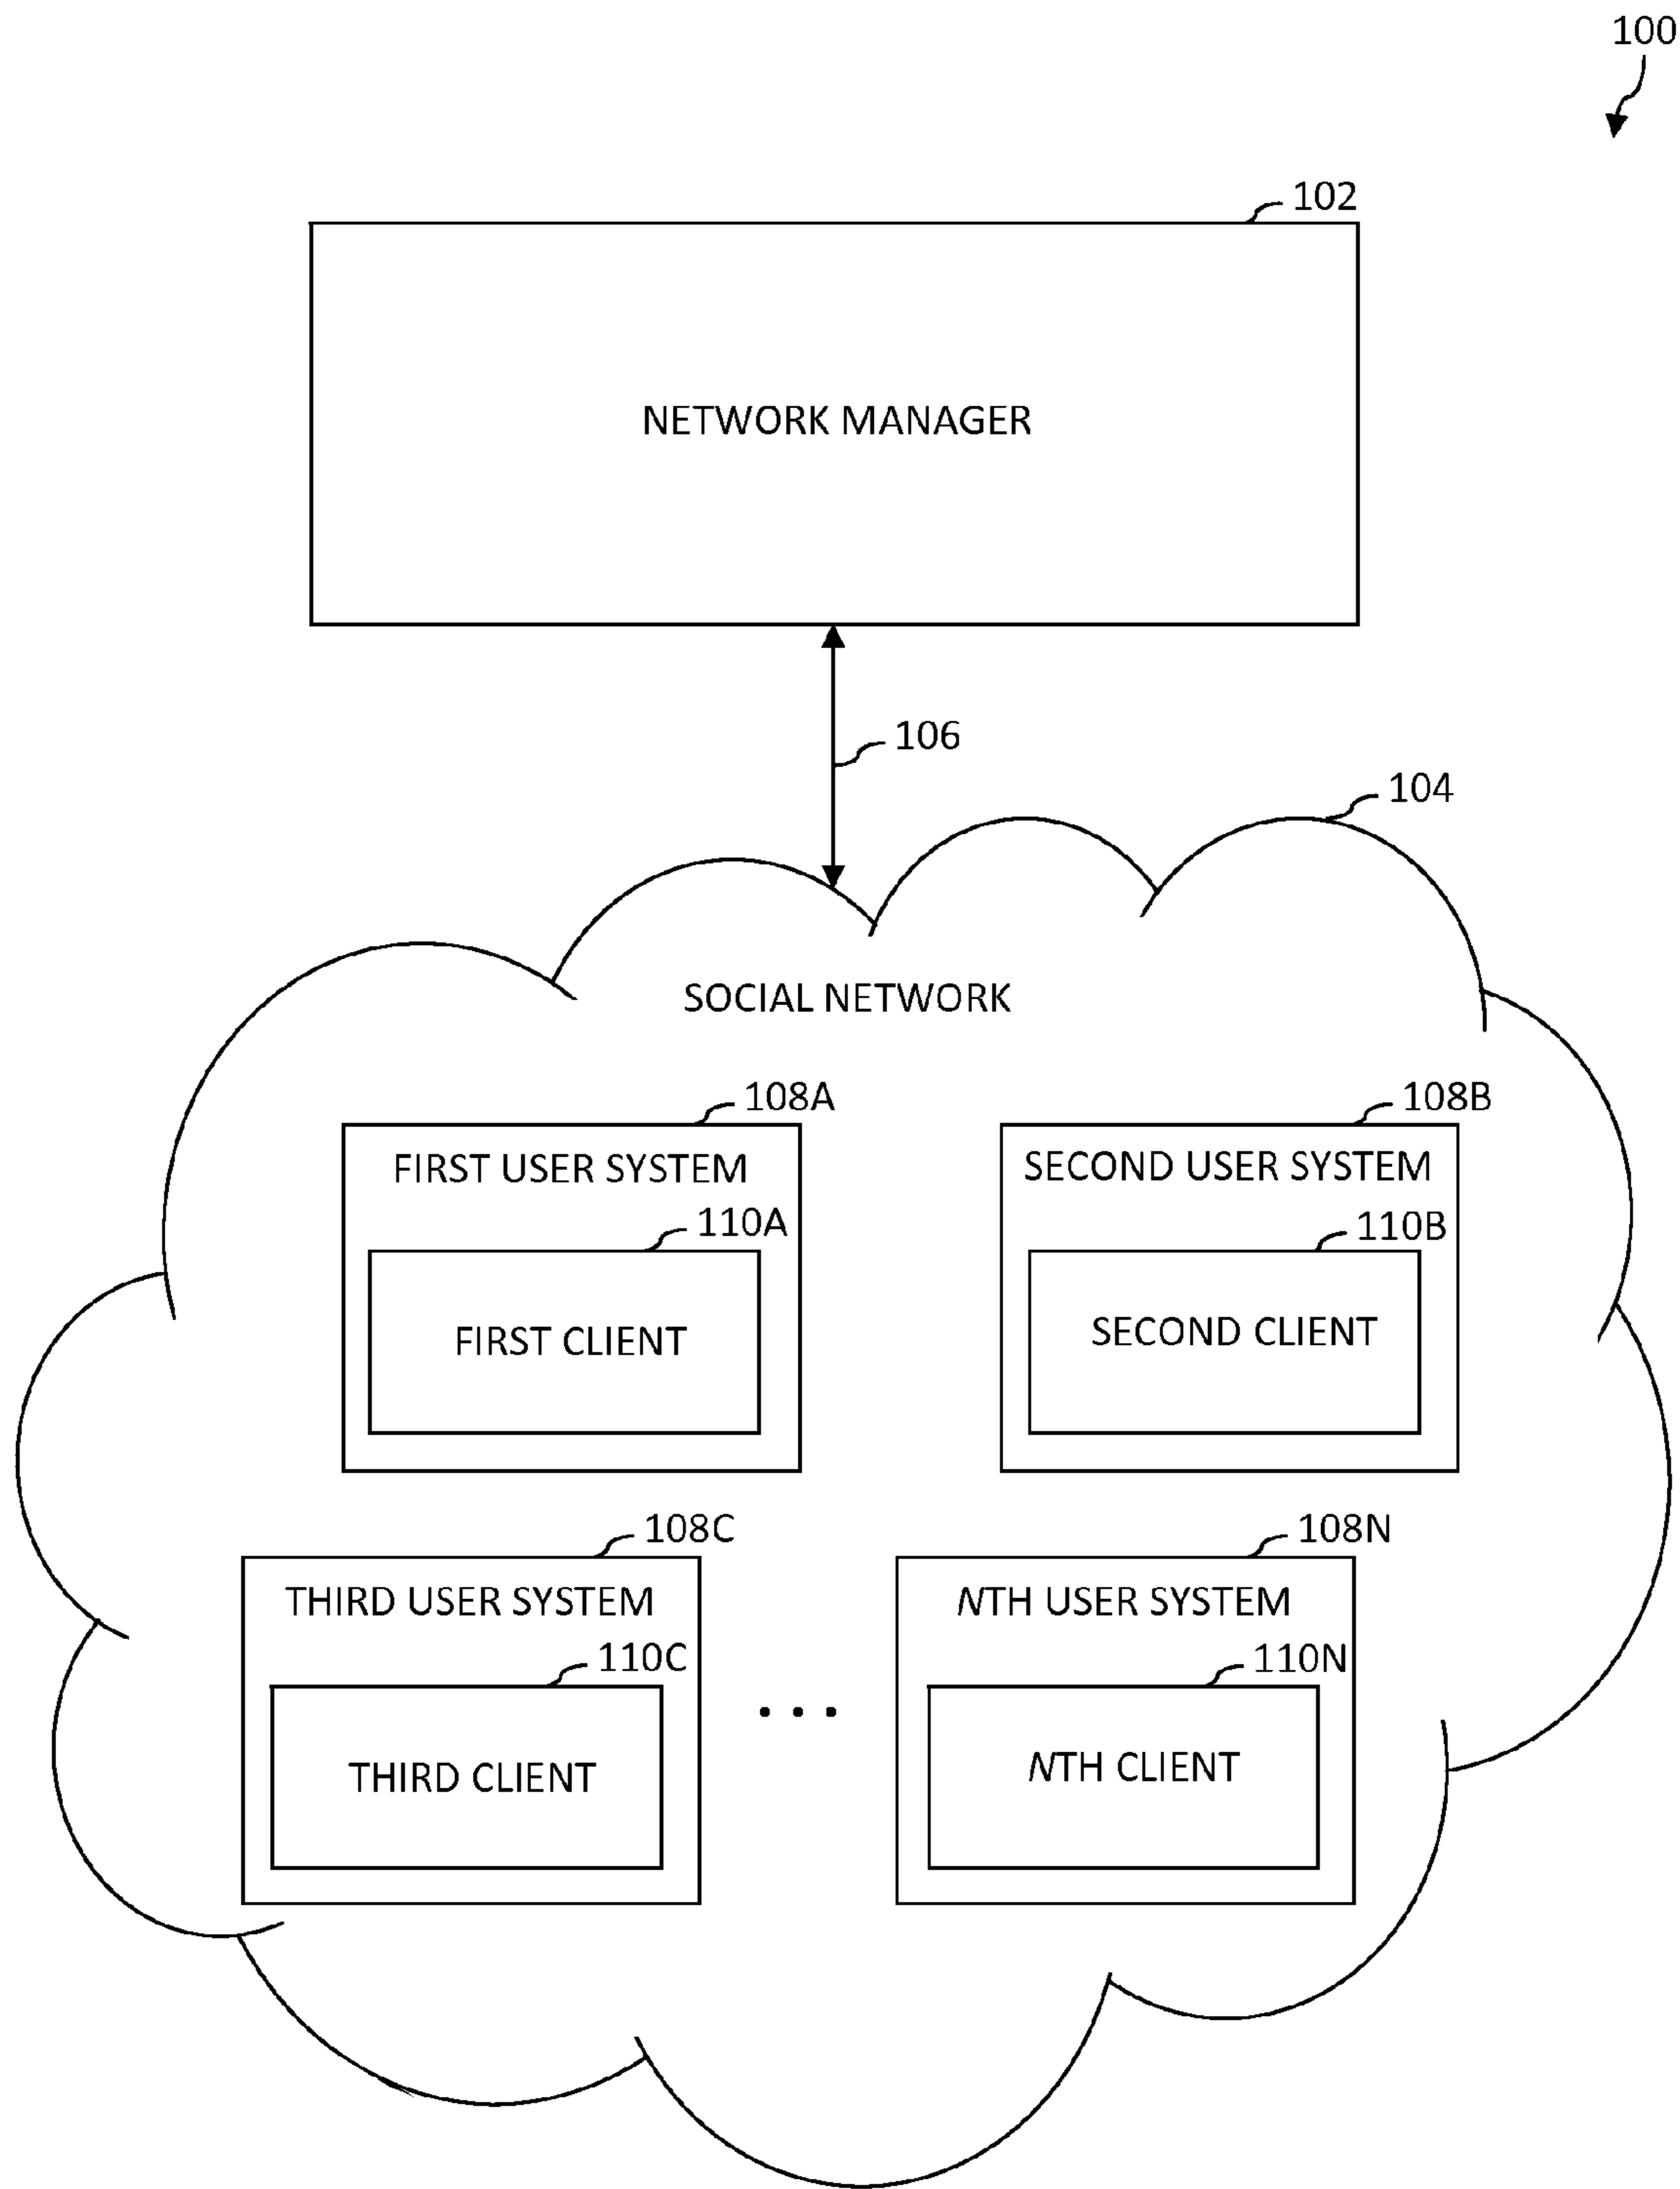 100
102
NETWORK MANAGER
106
104
SOCIAL NETWORK
108A
FIRST USER SYSTEM
110A
FIRST CLIENT
108B
SECOND USER SYSTEM
110B
SECOND CLIENT
108C
THIRD USER SYSTEM
110C
THIRD CLIENT
...
108N
NTH USER SYSTEM
110N
NTH CLIENT